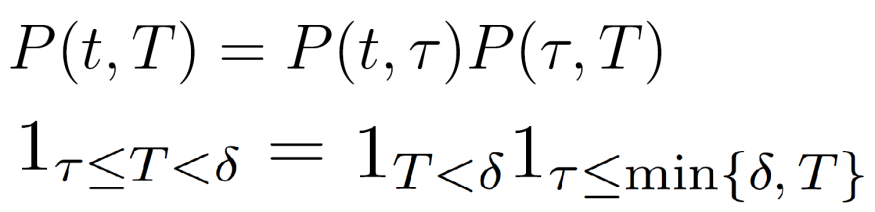 P(t, T) = P(t, τ)P(τ, T)
1_{τ≤T<δ} = 1_{T<δ}1_{τ≤min{δ, T}}